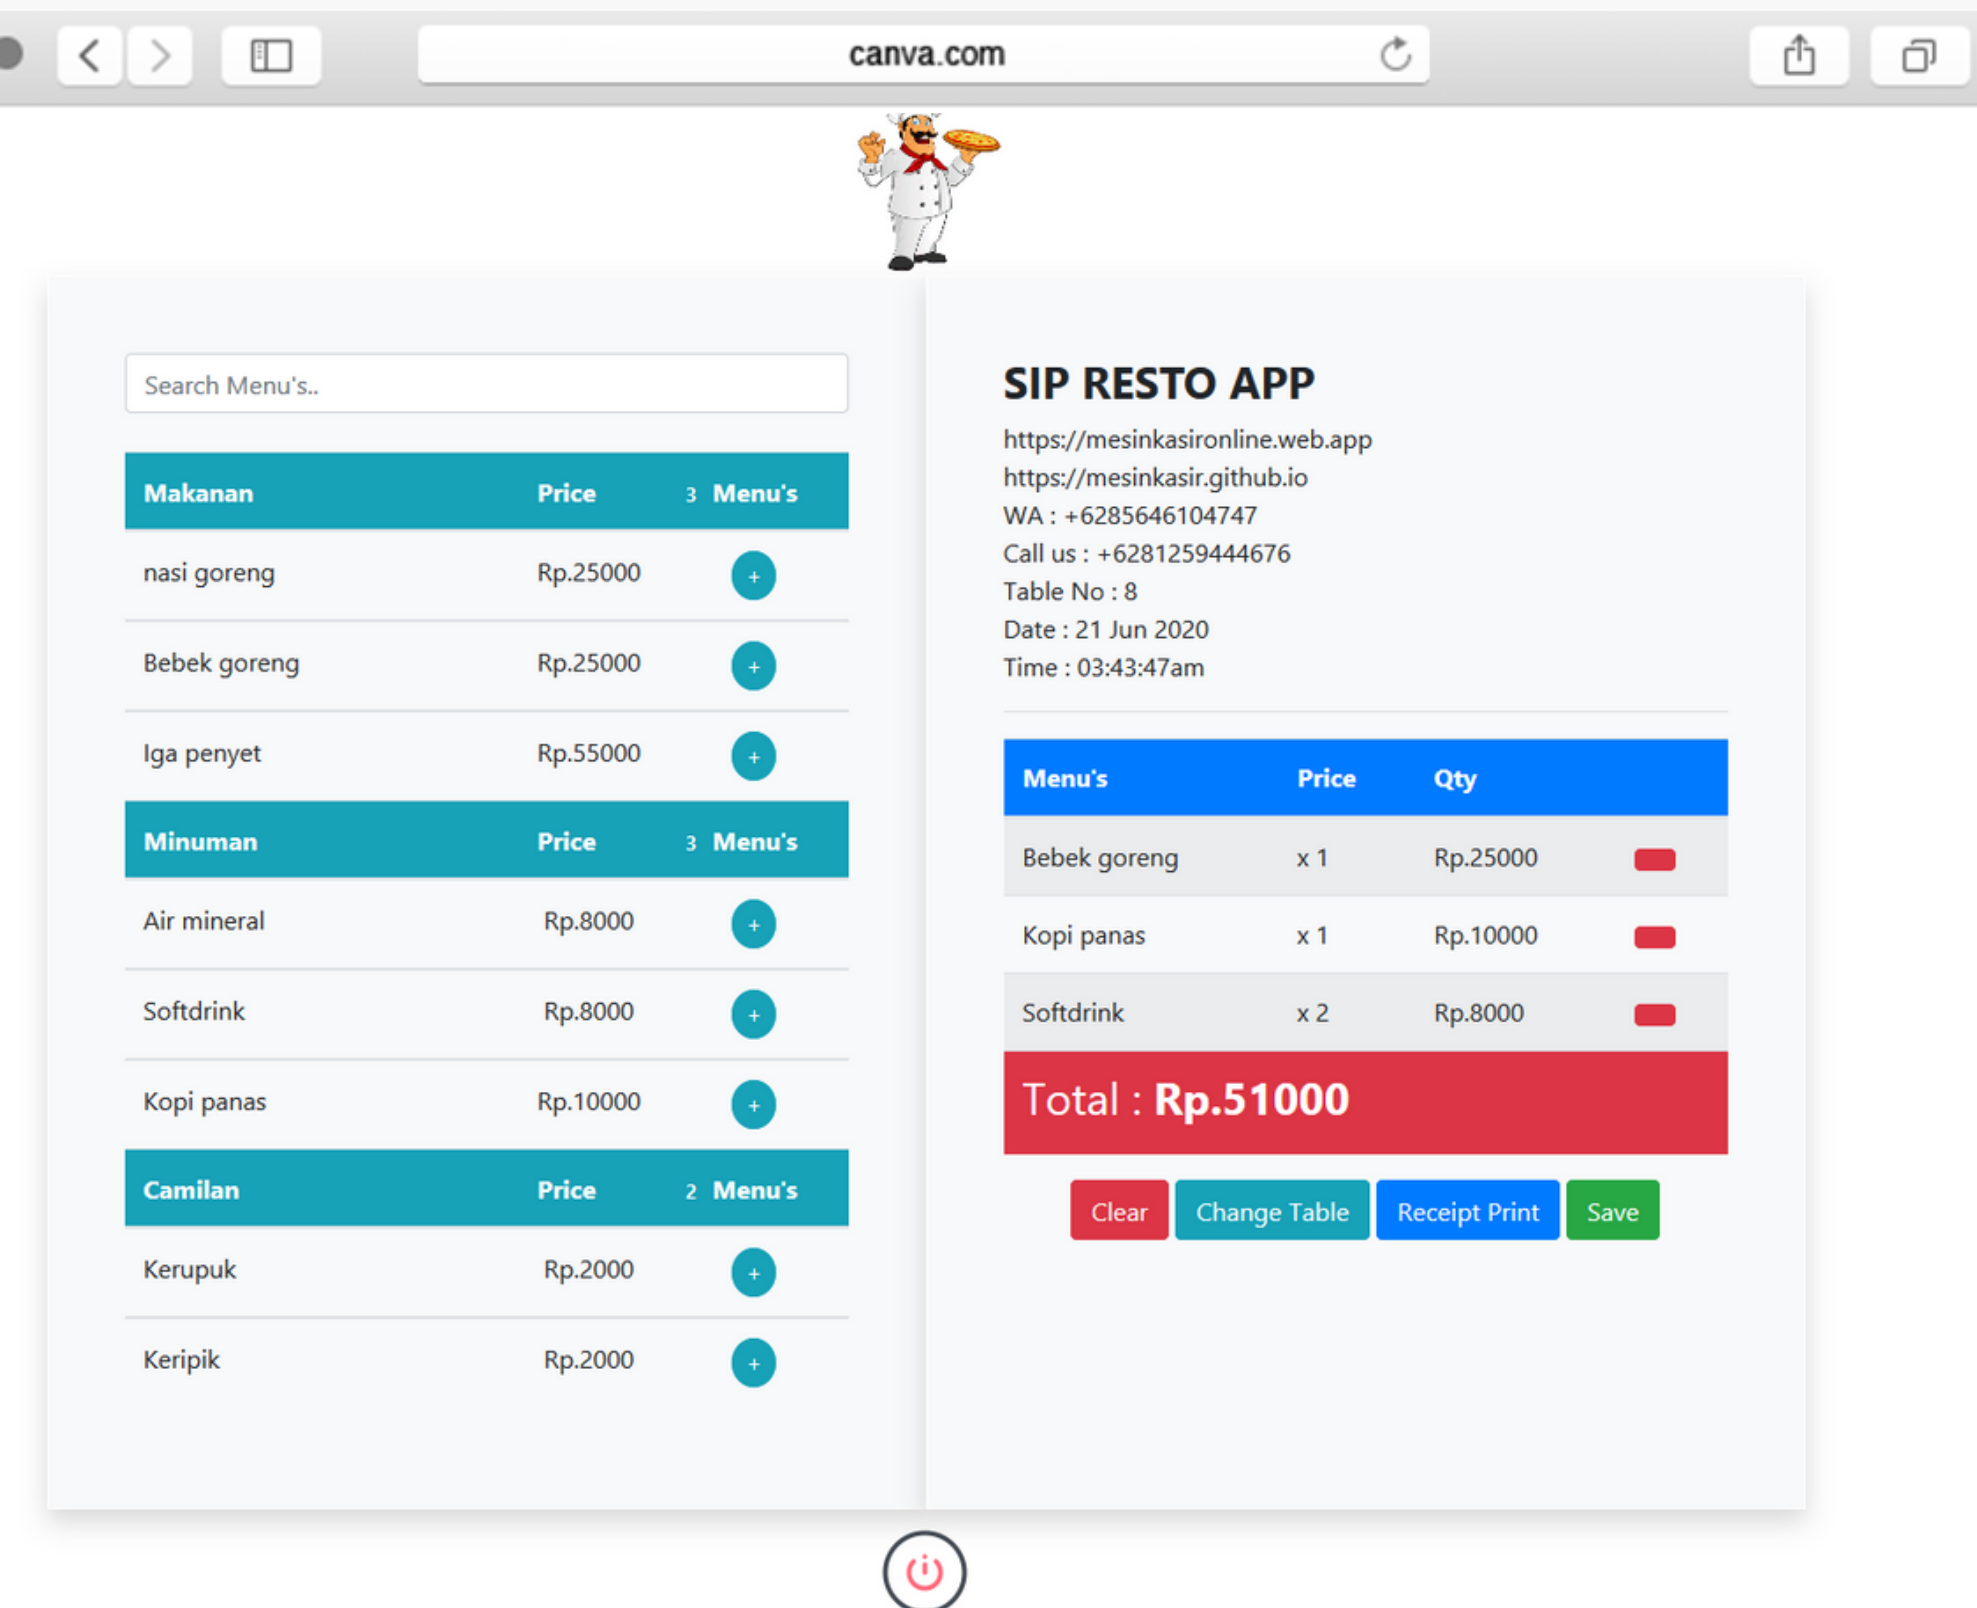 canva.com
Search Menu's..
Makanan Price 3 Menu's
nasi goreng Rp.25000 +
Bebek goreng Rp.25000 +
Iga penyet Rp.55000 +
Minuman Price 3 Menu's
Air mineral Rp.8000 +
Softdrink Rp.8000 +
Kopi panas Rp.10000 +
Camilan Price 2 Menu's
Kerupuk Rp.2000 +
Keripik Rp.2000 +
SIP RESTO APP
https://mesinkasironline.web.app
https://mesinkasir.github.io
WA : +6285646104747
Call us : +6281259444676
Table No : 8
Date : 21 Jun 2020
Time : 03:43:47am
Menu's Price Qty
Bebek goreng x 1 Rp.25000
Kopi panas x 1 Rp.10000
Softdrink x 2 Rp.8000
Total : Rp.51000
Clear Change Table Receipt Print Save